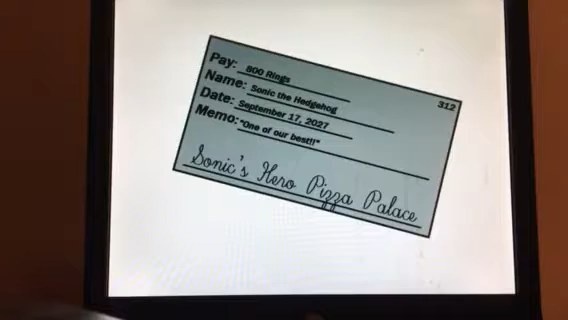 312
Pay: 800 Rings
Name: Sonic the Hedgehog
Date: September 17, 2027
Memo: "One of our best!!"
Sonic's Hero Pizza Palace